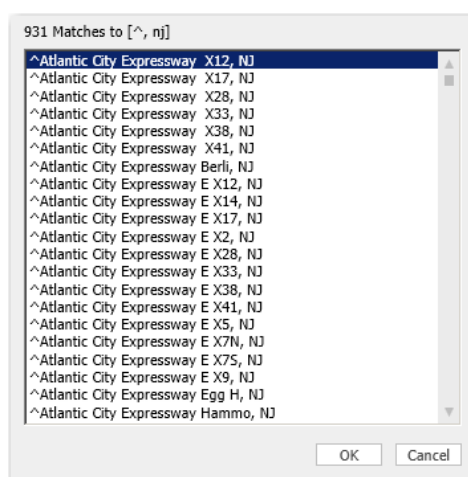 931 Matches to [^, nj]
^Atlantic City Expressway  X12, NJ
^Atlantic City Expressway  X17, NJ
^Atlantic City Expressway  X28, NJ
^Atlantic City Expressway  X33, NJ
^Atlantic City Expressway  X38, NJ
^Atlantic City Expressway  X41, NJ
^Atlantic City Expressway Berli, NJ
^Atlantic City Expressway E X12, NJ
^Atlantic City Expressway E X14, NJ
^Atlantic City Expressway E X17, NJ
^Atlantic City Expressway E X2, NJ
^Atlantic City Expressway E X28, NJ
^Atlantic City Expressway E X33, NJ
^Atlantic City Expressway E X38, NJ
^Atlantic City Expressway E X41, NJ
^Atlantic City Expressway E X5, NJ
^Atlantic City Expressway E X7N, NJ
^Atlantic City Expressway E X7S, NJ
^Atlantic City Expressway E X9, NJ
^Atlantic City Expressway Egg H, NJ
^Atlantic City Expressway Hammo, NJ
OK Cancel